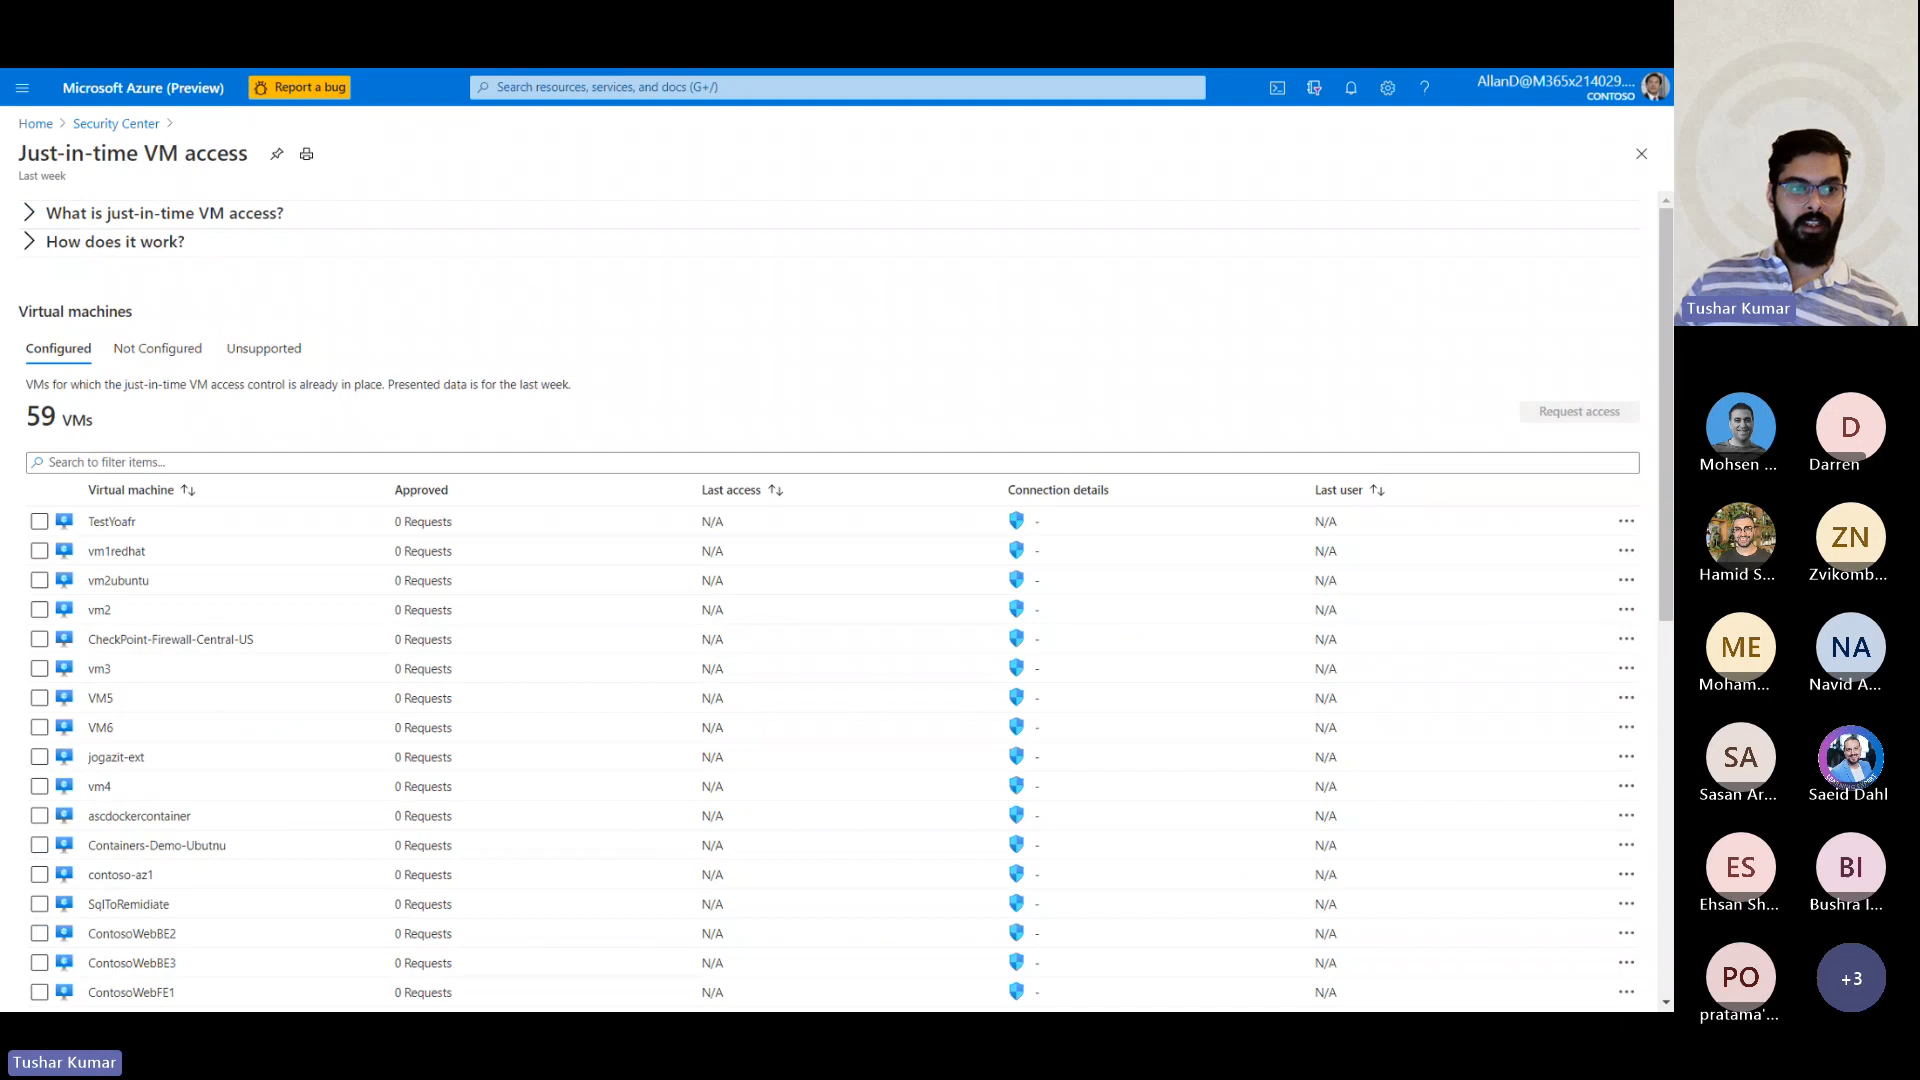 Microsoft Azure (Preview)
Report a bug
Search resources, services, and docs (G+/)
AllanD@M365x214029....
CONTOSO
Home > Security Center >
Just-in-time VM access
Last week
What is just-in-time VM access?
How does it work?
Virtual machines
Configured Not Configured Unsupported
VMs for which the just-in-time VM access control is already in place. Presented data is for the last week.
59 VMs
Request access
Search to filter items...
Virtual machine Approved Last access Connection details Last user
TestYoafr 0 Requests N/A - N/A
vm1redhat 0 Requests N/A - N/A
vm2ubuntu 0 Requests N/A - N/A
vm2 0 Requests N/A - N/A
CheckPoint-Firewall-Central-US 0 Requests N/A - N/A
vm3 0 Requests N/A - N/A
VM5 0 Requests N/A - N/A
VM6 0 Requests N/A - N/A
jogazit-ext 0 Requests N/A - N/A
vm4 0 Requests N/A - N/A
ascdockercontainer 0 Requests N/A - N/A
Containers-Demo-Ubutnu 0 Requests N/A - N/A
contoso-az1 0 Requests N/A - N/A
SqlToRemidiate 0 Requests N/A - N/A
ContosoWebBE2 0 Requests N/A - N/A
ContosoWebBE3 0 Requests N/A - N/A
ContosoWebFE1 0 Requests N/A - N/A
Tushar Kumar
Tushar Kumar
D
Mohsen ... Darren
ZN
Hamid S... Zvikomb...
ME NA
Moham... Navid A...
SA
Sasan Ar... Saeid Dahl
ES BI
Ehsan Sh... Bushra I...
PO +3
pratama'...